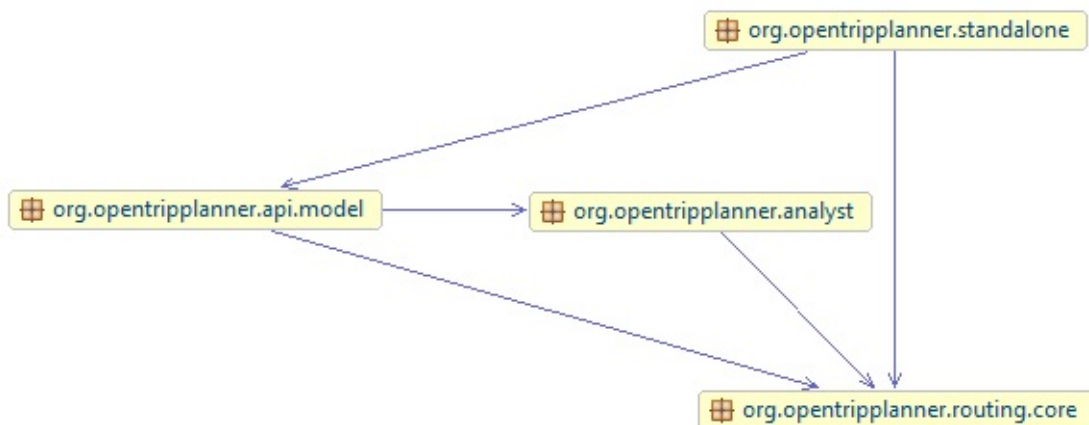 org.opentripplanner.standalone
org.opentripplanner.api.model
org.opentripplanner.analyst
org.opentripplanner.routing.core